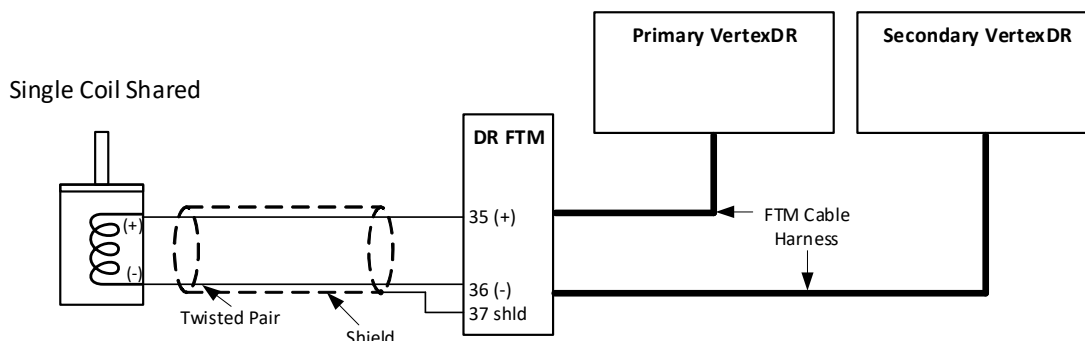 Primary VertexDR
Secondary VertexDR
Single Coil Shared
DR FTM
(+)
35 (+)
FTM Cable
Harness
(-)
36 (-)
37 shld
Twisted Pair
Shield